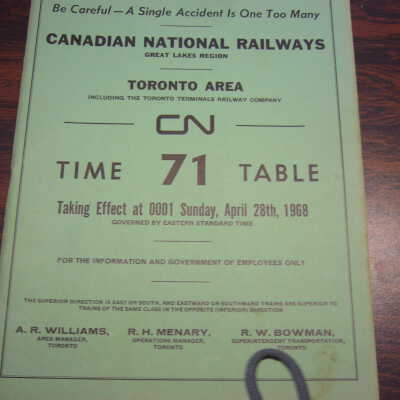 Be Careful — A Single Accident Is One Too Many
CANADIAN NATIONAL RAILWAYS
GREAT LAKES REGION
TORONTO AREA
INCLUDING THE TORONTO TERMINALS RAILWAY COMPANY
CN
TIME 71 TABLE
Taking Effect at 0001 Sunday, April 28th, 1968
GOVERNED BY EASTERN STANDARD TIME
FOR THE INFORMATION AND GOVERNMENT OF EMPLOYEES ONLY
THE SUPERIOR DIRECTION IS EAST OR SOUTH, AND EASTWARD OR SOUTHWARD TRAINS ARE SUPERIOR TO
TRAINS OF THE SAME CLASS IN THE OPPOSITE (INFERIOR) DIRECTION
A. R. WILLIAMS, R. H. MENARY, R. W. BOWMAN,
AREA MANAGER, OPERATIONS MANAGER, SUPERINTENDENT TRANSPORTATION,
TORONTO TORONTO TORONTO